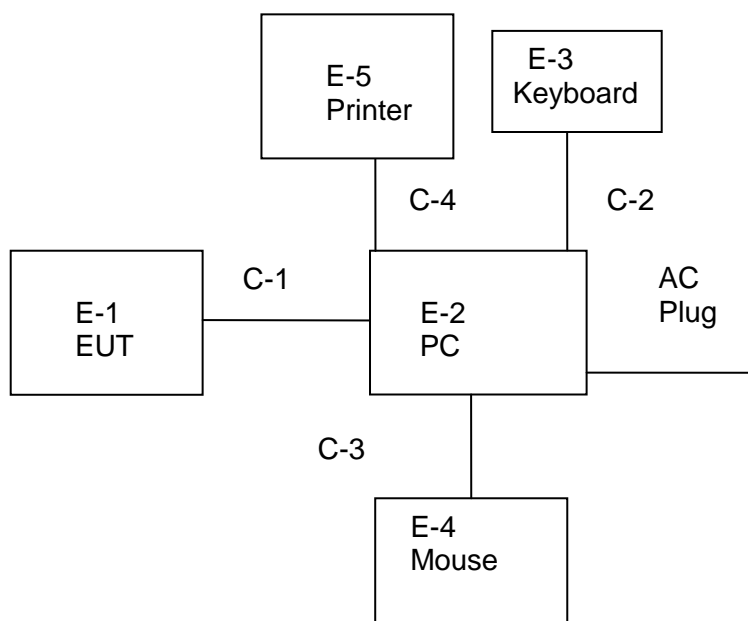 E-5
Printer
E-3
Keyboard
C-4
C-2
C-1
AC
Plug
E-1
EUT
E-2
PC
C-3
E-4
Mouse